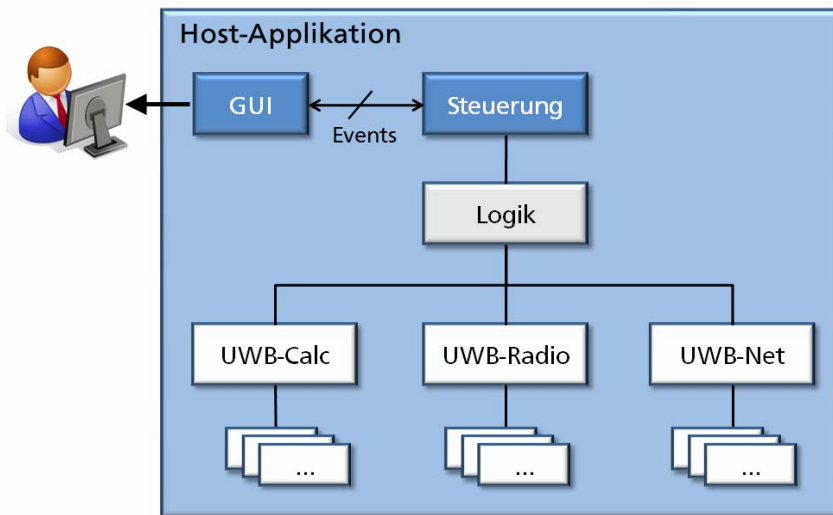 Host-Applikation
GUI
Events
Steuerung
Logik
UWB-Calc
UWB-Radio
UWB-Net
...
...
...